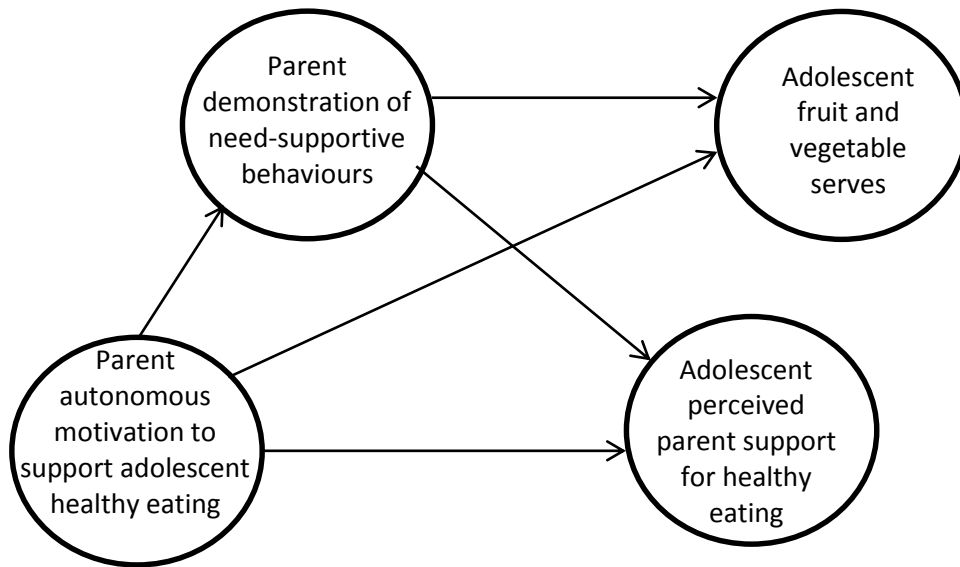 Parent
demonstration of
need-supportive
behaviours
Adolescent
fruit and
vegetable
serves
Parent
autonomous
motivation to
support adolescent
healthy eating
Adolescent
perceived
parent support
for healthy
eating